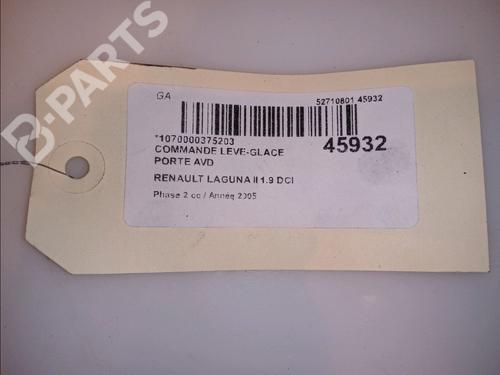 GA
52710801 45932
*1070000375203
45932
COMMANDE LEVE-GLACE
PORTE AVD
RENAULT LAGUNA II 1.9 DCI
Phase 2 cc / Année 2005
B-PARTS